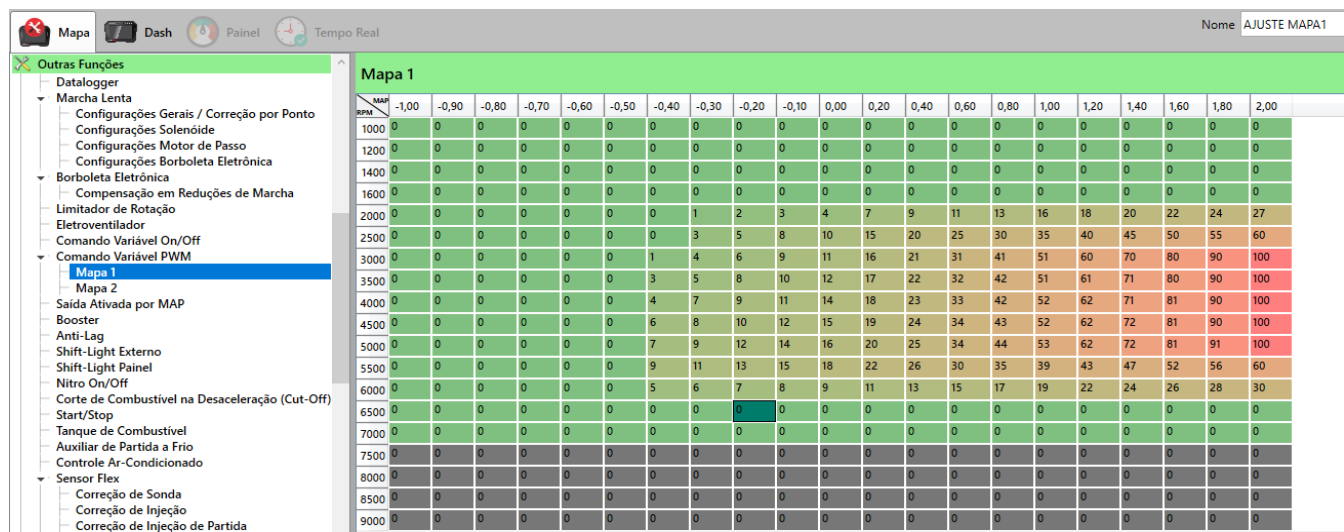 Mapa Dash Painel Tempo Real Nome AJUSTE MAPA1
Outras Funções
Datalogger
Marcha Lenta
Configurações Gerais / Correção por Ponto
Configurações Solenóide
Configurações Motor de Passo
Configurações Borboleta Eletrônica
Borboleta Eletrônica
Compensação em Reduções de Marcha
Limitador de Rotação
Eletroventilador
Comando Variável On/Off
Comando Variável PWM
Mapa 1
Mapa 2
Saída Ativada por MAP
Booster
Anti-Lag
Shift-Light Externo
Shift-Light Painel
Nitro On/Off
Corte de Combustível na Desaceleração (Cut-Off)
Start/Stop
Tanque de Combustível
Auxiliar de Partida a Frio
Controle Ar-Condicionado
Sensor Flex
Correção de Sonda
Correção de Injeção
Correção de Injeção de Partida
Mapa 1
MAP
RPM -1,00 -0,90 -0,80 -0,70 -0,60 -0,50 -0,40 -0,30 -0,20 -0,10 0,00 0,20 0,40 0,60 0,80 1,00 1,20 1,40 1,60 1,80 2,00
1000 0 0 0 0 0 0 0 0 0 0 0 0 0 0 0 0 0 0 0 0 0
1200 0 0 0 0 0 0 0 0 0 0 0 0 0 0 0 0 0 0 0 0 0
1400 0 0 0 0 0 0 0 0 0 0 0 0 0 0 0 0 0 0 0 0 0
1600 0 0 0 0 0 0 0 0 0 0 0 0 0 0 0 0 0 0 0 0 0
2000 0 0 0 0 0 0 0 1 2 3 4 7 9 11 13 16 18 20 22 24 27
2500 0 0 0 0 0 0 0 3 5 8 10 15 20 25 30 35 40 45 50 55 60
3000 0 0 0 0 0 0 1 4 6 9 11 16 21 31 41 51 60 70 80 90 100
3500 0 0 0 0 0 0 3 5 8 10 12 17 22 32 42 51 61 71 80 90 100
4000 0 0 0 0 0 0 4 7 9 11 14 18 23 33 42 52 62 71 81 90 100
4500 0 0 0 0 0 0 6 8 10 12 15 19 24 34 43 52 62 72 81 90 100
5000 0 0 0 0 0 0 7 9 12 14 16 20 25 34 44 53 62 72 81 91 100
5500 0 0 0 0 0 0 9 11 13 15 18 22 26 30 35 39 43 47 52 56 60
6000 0 0 0 0 0 0 5 6 7 8 9 11 13 15 17 19 22 24 26 28 30
6500 0 0 0 0 0 0 0 0 0 0 0 0 0 0 0 0 0 0 0 0 0
7000 0 0 0 0 0 0 0 0 0 0 0 0 0 0 0 0 0 0 0 0 0
7500 0 0 0 0 0 0 0 0 0 0 0 0 0 0 0 0 0 0 0 0 0
8000 0 0 0 0 0 0 0 0 0 0 0 0 0 0 0 0 0 0 0 0 0
8500 0 0 0 0 0 0 0 0 0 0 0 0 0 0 0 0 0 0 0 0 0
9000 0 0 0 0 0 0 0 0 0 0 0 0 0 0 0 0 0 0 0 0 0